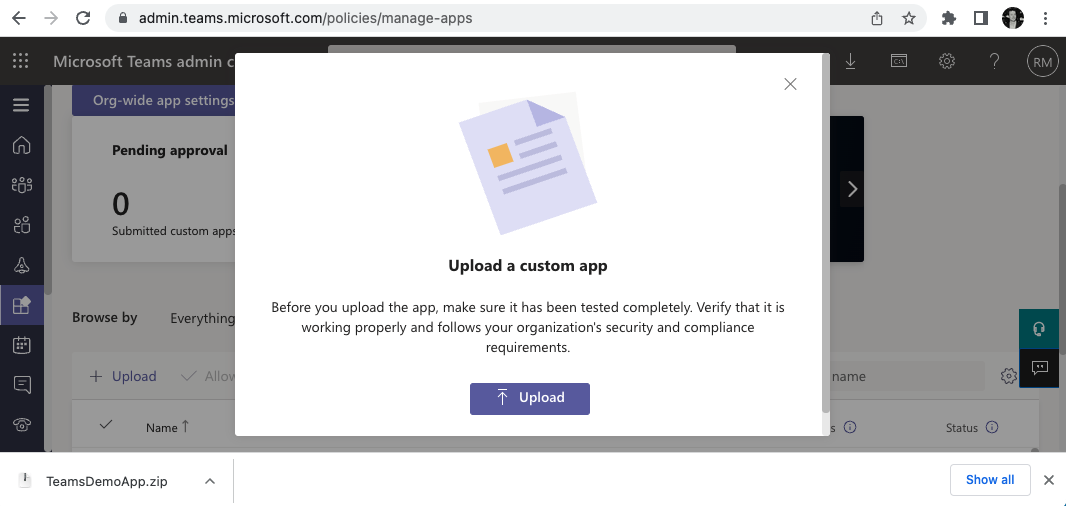 admin.teams.microsoft.com/policies/manage-apps
Microsoft Teams admin c
RM
Org-wide app settings
Pending approval
0
Submitted custom apps
Upload a custom app
Before you upload the app, make sure it has been tested completely. Verify that it is
working properly and follows your organization's security and compliance
requirements.
Upload
Browse by Everything
+ Upload Allow
name
Name ↑
s
Status
TeamsDemoApp.zip
Show all